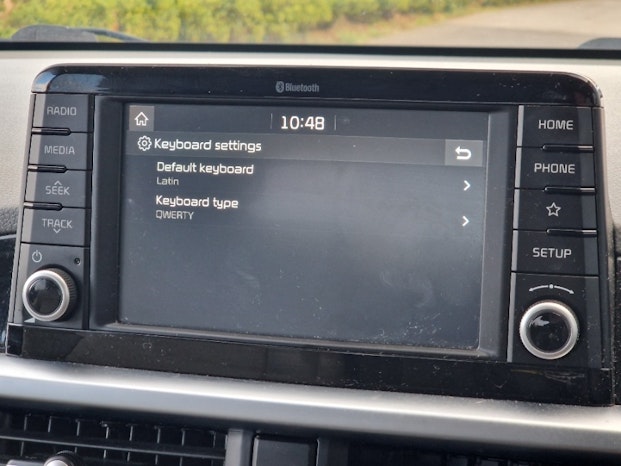 Bluetooth
RADIO
MEDIA
SEEK
TRACK
10:48
Keyboard settings
Default keyboard
Latin
Keyboard type
QWERTY
HOME
PHONE
SETUP